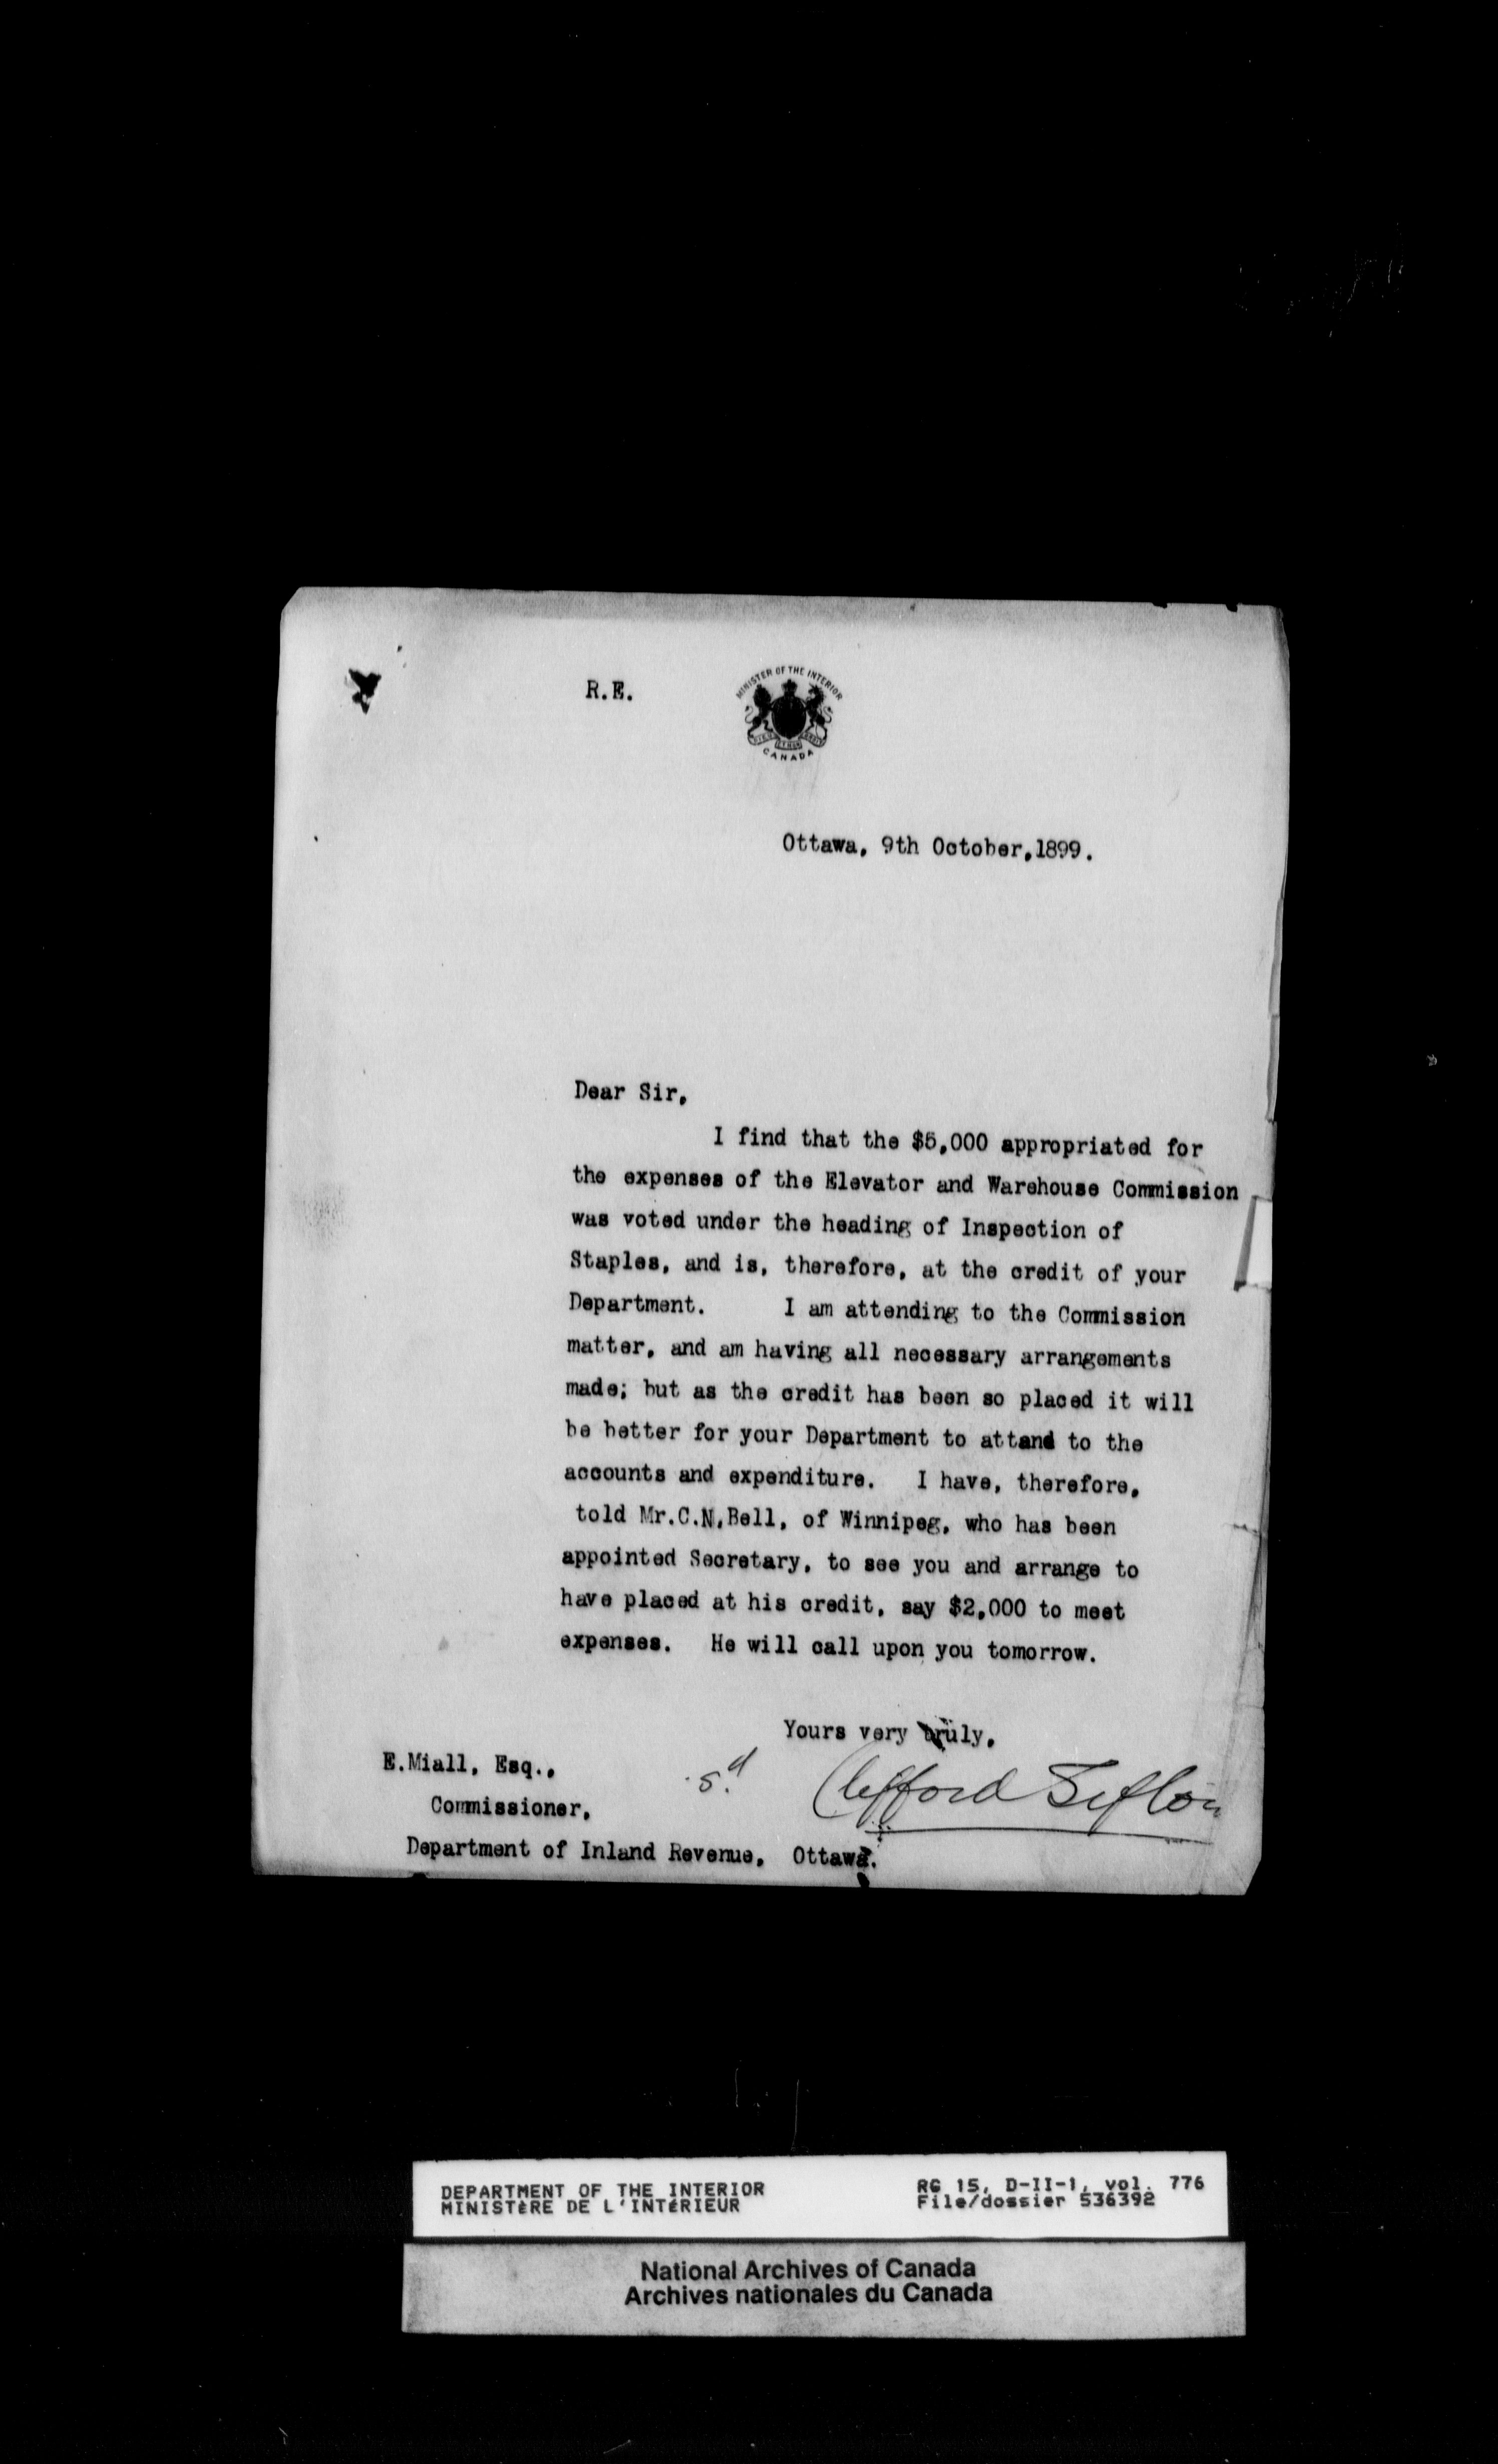 R.E.
MINISTER OF THE INTERIOR
CANADA
Ottawa, 9th October,1899.
Dear Sir,
I find that the $5,000 appropriated for
the expenses of the Elevator and Warehouse Commission
was voted under the heading of Inspection of
Staples, and is, therefore, at the credit of your
Department. I am attending to the Commission
matter, and am having all necessary arrangements
made; but as the credit has been so placed it will
be better for your Department to attend to the
accounts and expenditure. I have, therefore,
told Mr.C.N.Bell, of Winnipeg, who has been
appointed Secretary, to see you and arrange to
have placed at his credit, say $2,000 to meet
expenses. He will call upon you tomorrow.
Yours very truly,
E.Miall, Esq.,
sd. Clifford Sifton
Commissioner,
Department of Inland Revenue, Ottawa.
DEPARTMENT OF THE INTERIOR RG 15, D-II-1, vol. 776
MINISTÈRE DE L'INTÉRIEUR File/dossier 536392
National Archives of Canada
Archives nationales du Canada